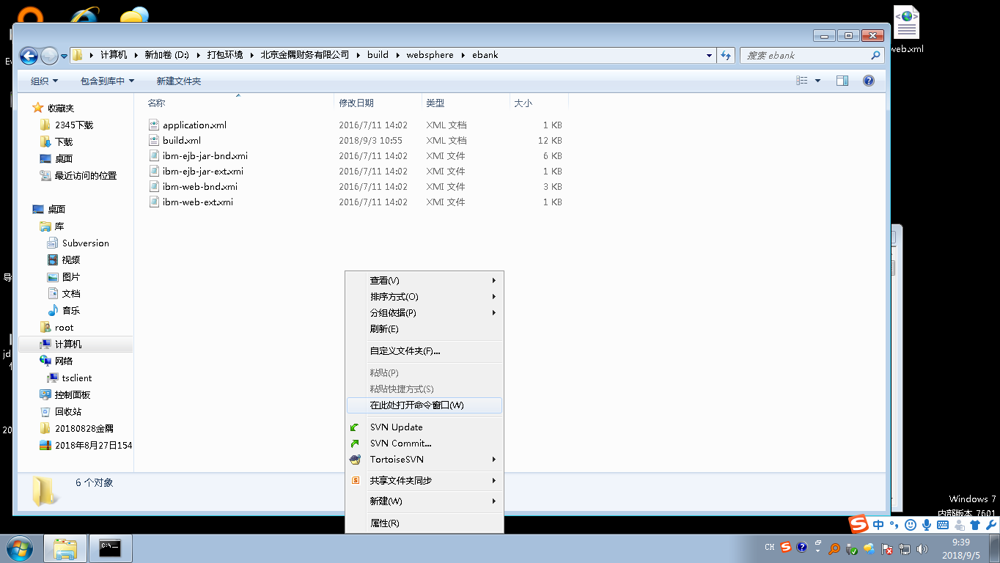 web.xml
计算机 新加卷 (D:) 打包环境 北京金隅财务有限公司 build websphere ebank
搜索 ebank
组织 包含到库中 新建文件夹
名称 修改日期 类型 大小
application.xml 2016/7/11 14:02 XML 文档 1 KB
build.xml 2018/9/3 10:55 XML 文档 12 KB
ibm-ejb-jar-bnd.xmi 2016/7/11 14:02 XMI 文件 6 KB
ibm-ejb-jar-ext.xmi 2016/7/11 14:02 XMI 文件 1 KB
ibm-web-bnd.xmi 2016/7/11 14:02 XMI 文件 3 KB
ibm-web-ext.xmi 2016/7/11 14:02 XMI 文件 1 KB
收藏夹
2345下载
下载
桌面
最近访问的位置
桌面
库
Subversion
视频
图片
文档
音乐
root
计算机
网络
tsclient
控制面板
回收站
20180828金隅
2018年8月27日154
6 个对象
查看(V)
排序方式(O)
分组依据(P)
刷新(E)
自定义文件夹(F)...
粘贴(P)
粘贴快捷方式(S)
在此处打开命令窗口(W)
SVN Update
SVN Commit...
TortoiseSVN
共享文件夹同步
新建(W)
属性(R)
导
jd
20
Windows 7
内部版本 7601
中
C:\
CH
9:39
2018/9/5